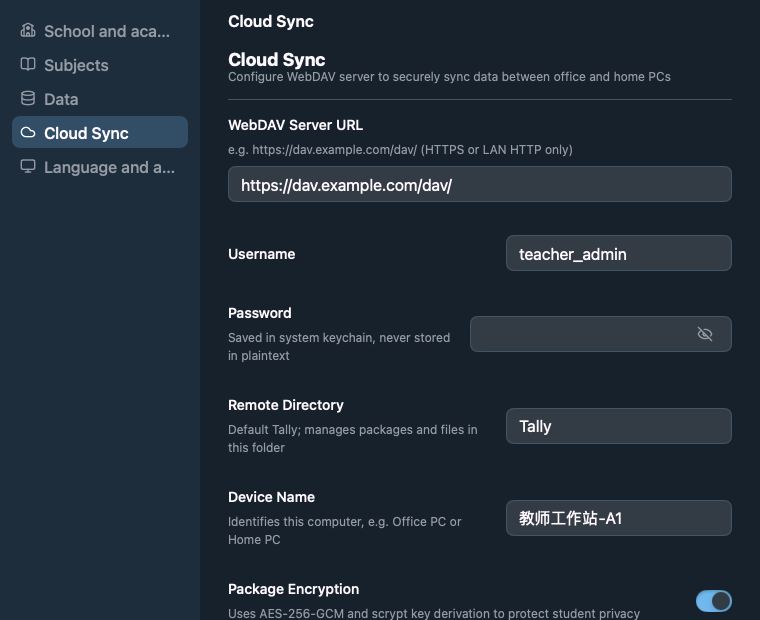 School and aca...
Subjects
Data
Cloud Sync
Language and a...
Cloud Sync
Cloud Sync
Configure WebDAV server to securely sync data between office and home PCs
WebDAV Server URL
e.g. https://dav.example.com/dav/ (HTTPS or LAN HTTP only)
https://dav.example.com/dav/
Username
teacher_admin
Password
Saved in system keychain, never stored
in plaintext
Remote Directory
Default Tally; manages packages and files in
this folder
Tally
Device Name
Identifies this computer, e.g. Office PC or
Home PC
教师工作站-A1
Package Encryption
Uses AES-256-GCM and scrypt key derivation to protect student privacy